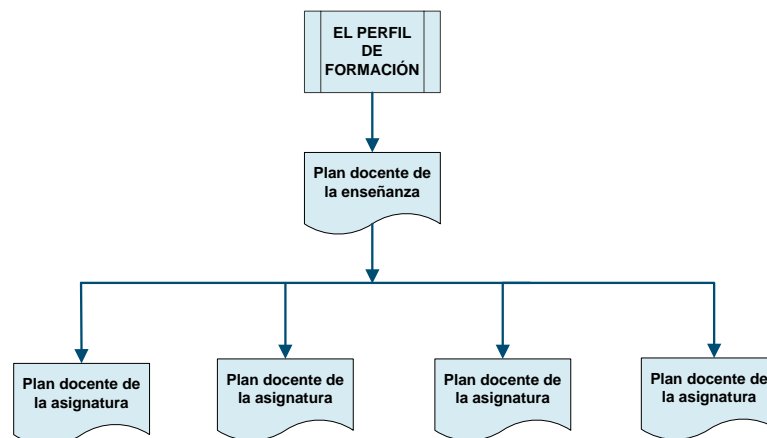 EL PERFIL
DE
FORMACIÓN
Plan docente de
la enseñanza
Plan docente de
la asignatura
Plan docente de
la asignatura
Plan docente de
la asignatura
Plan docente de
la asignatura